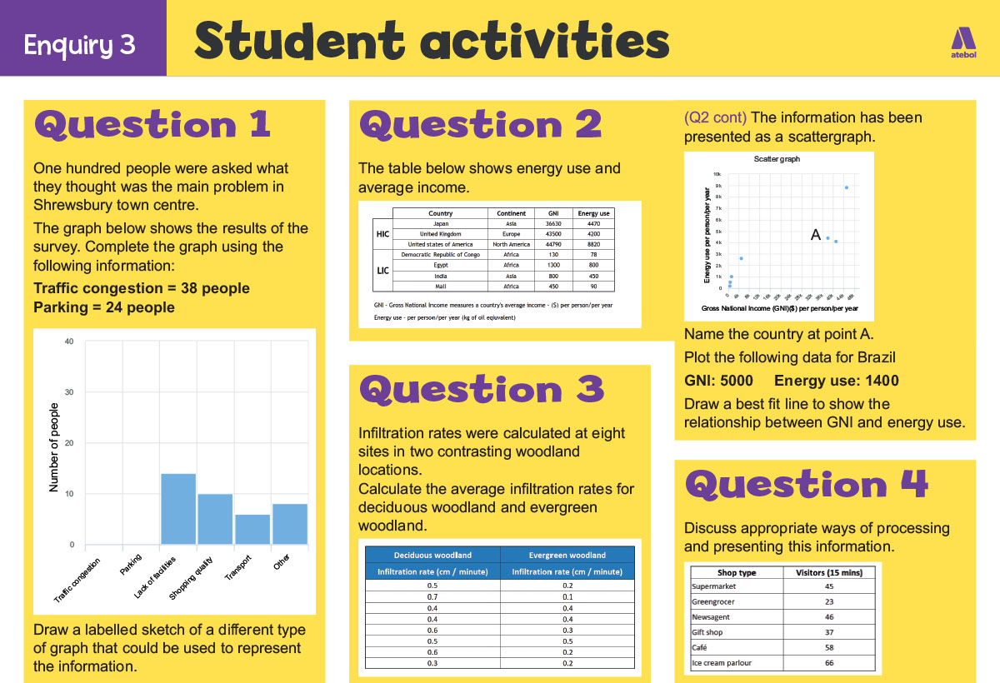 Enquiry 3
Student activities
atebol
Question 1
One hundred people were asked what
they thought was the main problem in
Shrewsbury town centre.
The graph below shows the results of the
survey. Complete the graph using the
following information:
Traffic congestion = 38 people
Parking = 24 people
40
30
20
10
0
Number of people
Traffic congestion
Parking
Lack of facilities
Shopping quality
Transport
Other
Draw a labelled sketch of a different type
of graph that could be used to represent
the information.
Question 2
The table below shows energy use and
average income.
Country Continent GNI Energy use
HIC
Japan Asia 36630 4470
United Kingdom Europe 43500 4200
United states of America North America 44790 8820
LIC
Democratic Republic of Congo Africa 130 78
Egypt Africa 1300 800
India Asia 800 450
Mali Africa 450 90
GNI - Gross National Income measures a country's average income - ($) per person/per year
Energy use - per person/per year (kg of oil eqiuvalent)
(Q2 cont) The information has been
presented as a scattergraph.
Scatter graph
Energy use per person/per year
10k
9k
8k
7k
6k
5k
4k
3k
2k
1k
0
A
0 4k 8k 12k 16k 20k 24k 28k 32k 36k 40k 44k 48k
Gross National Income (GNI)($) per person/per year
Name the country at point A.
Plot the following data for Brazil
GNI: 5000 Energy use: 1400
Draw a best fit line to show the
relationship between GNI and energy use.
Question 3
Infiltration rates were calculated at eight
sites in two contrasting woodland
locations.
Calculate the average infiltration rates for
deciduous woodland and evergreen
woodland.
Deciduous woodland Evergreen woodland
Infiltration rate (cm / minute) Infiltration rate (cm / minute)
0.5 0.2
0.7 0.1
0.4 0.4
0.4 0.4
0.6 0.3
0.5 0.5
0.6 0.2
0.3 0.2
Question 4
Discuss appropriate ways of processing
and presenting this information.
Shop type Visitors (15 mins)
Supermarket 45
Greengrocer 23
Newsagent 46
Gift shop 37
Café 58
Ice cream parlour 66